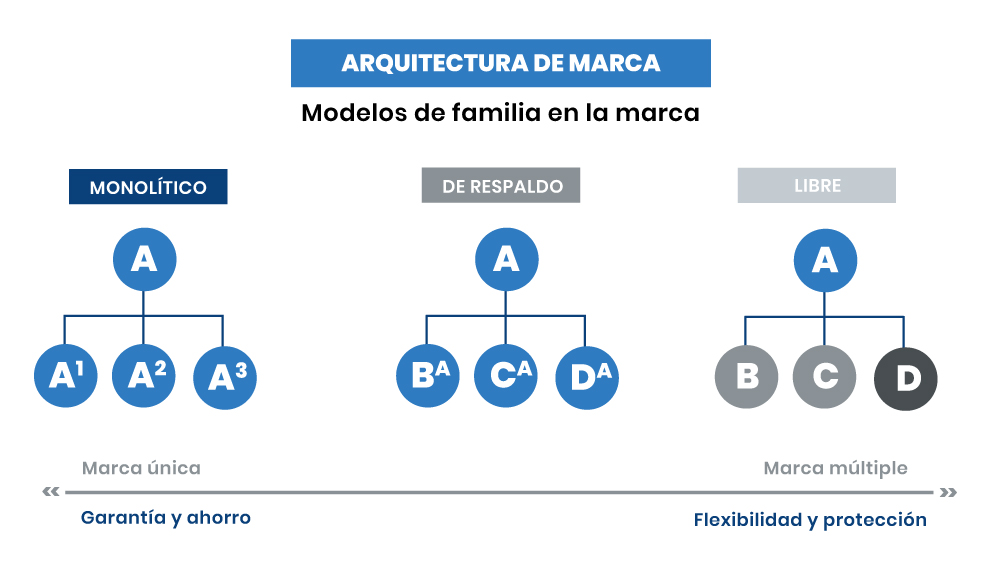 ARQUITECTURA DE MARCA
Modelos de familia en la marca
MONOLÍTICO
DE RESPALDO
LIBRE
A
A
A
A¹ A² A³
Bᴬ Cᴬ Dᴬ
B C D
Marca única
Marca múltiple
« »
Garantía y ahorro
Flexibilidad y protección